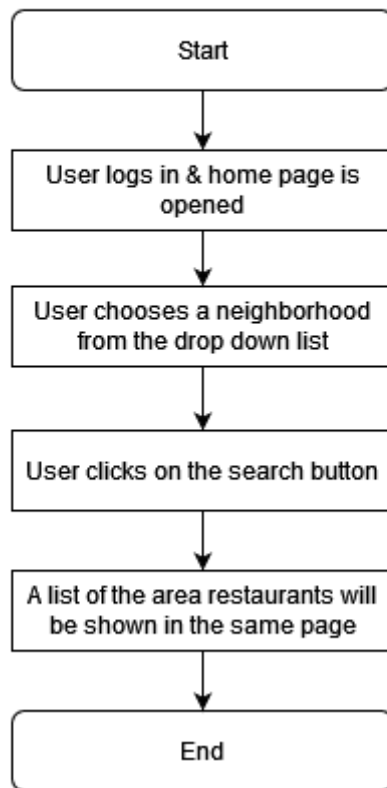 Start
User logs in & home page is
opened
User chooses a neighborhood
from the drop down list
User clicks on the search button
A list of the area restaurants will
be shown in the same page
End